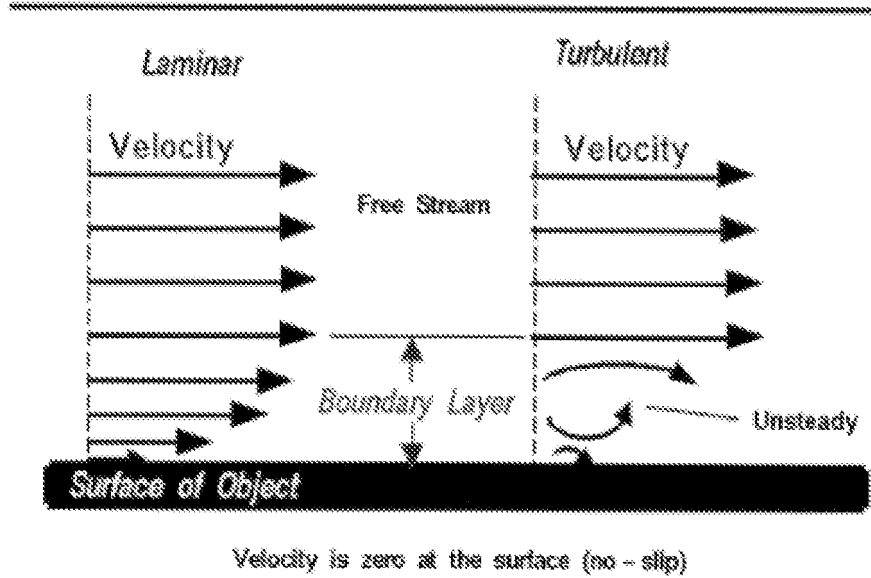 Laminar
Turbulent
Velocity
Velocity
Free Stream
Boundary Layer
Unsteady
Surface of Object
Velocity is zero at the surface (no - slip)